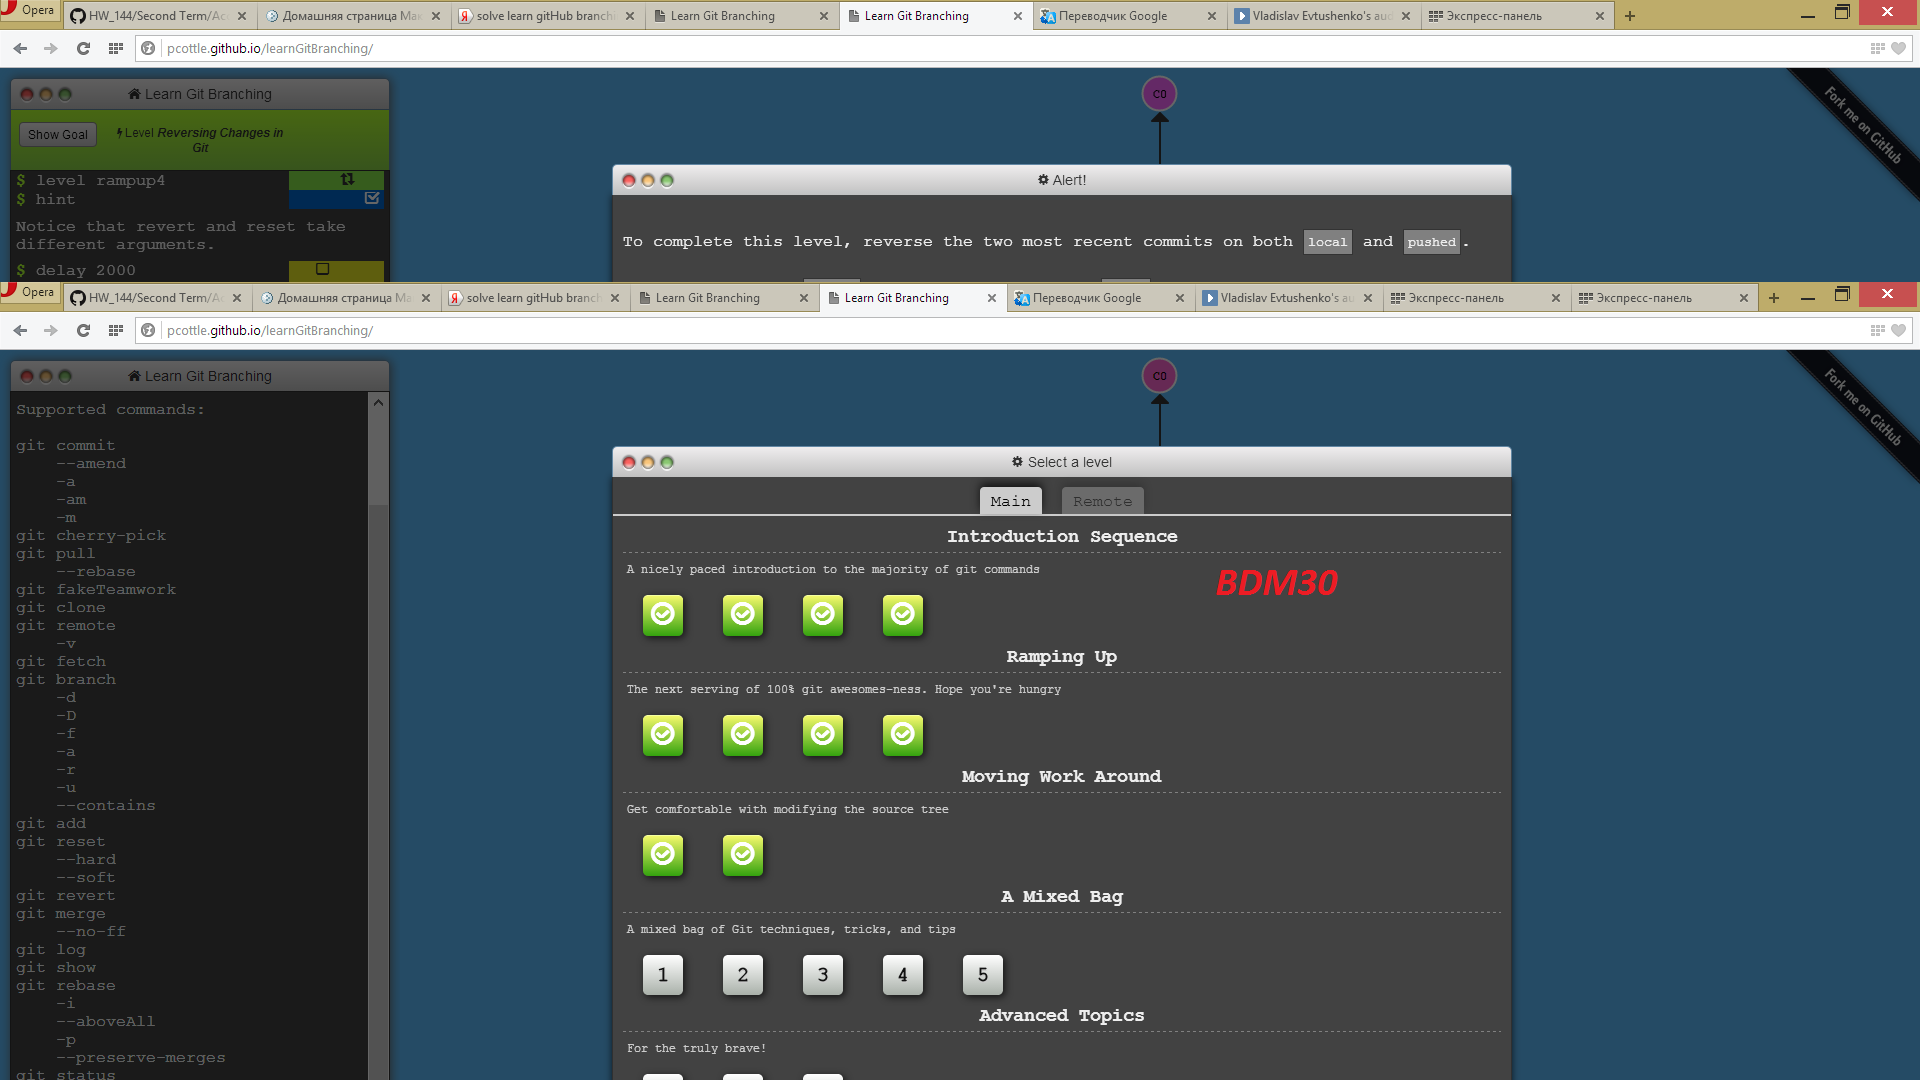 Opera
HW_144/Second Term/Ac
Домашняя страница Ма
solve learn gitHub branchi
Learn Git Branching
Learn Git Branching
Переводчик Google
Vladislav Evtushenko's aud
Экспресс-панель
pcottle.github.io/learnGitBranching/
Learn Git Branching
Show Goal
Level Reversing Changes in
Git
$ level rampup4
$ hint
Notice that revert and reset take
different arguments.
$ delay 2000
C0
Fork me on GitHub
Alert!
To complete this level, reverse the two most recent commits on both local and pushed.
Opera
HW_144/Second Term/A
Домашняя страница Ма
solve learn gitHub branch
Learn Git Branching
Learn Git Branching
Переводчик Google
Vladislav Evtushenko's au
Экспресс-панель
Экспресс-панель
pcottle.github.io/learnGitBranching/
Learn Git Branching
Supported commands:
git commit
--amend
-a
-am
-m
git cherry-pick
git pull
--rebase
git fakeTeamwork
git clone
git remote
-v
git fetch
git branch
-d
-D
-f
-a
-r
-u
--contains
git add
git reset
--hard
--soft
git revert
git merge
--no-ff
git log
git show
git rebase
-i
--aboveAll
-p
--preserve-merges
git status
C0
Fork me on GitHub
Select a level
Main Remote
Introduction Sequence
A nicely paced introduction to the majority of git commands
BDM30
Ramping Up
The next serving of 100% git awesomes-ness. Hope you're hungry
Moving Work Around
Get comfortable with modifying the source tree
A Mixed Bag
A mixed bag of Git techniques, tricks, and tips
1 2 3 4 5
Advanced Topics
For the truly brave!